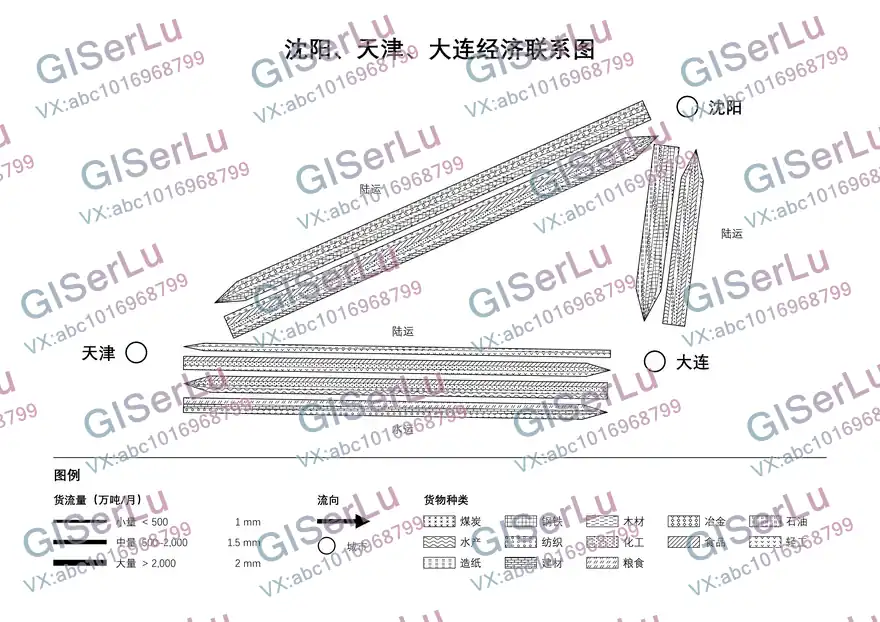 沈阳、天津、大连经济联系图
GISerLu
VX:abc1016968799
沈阳
陆运
陆运
陆运
天津
大连
水运
图例
货流量（万吨/月） 流向 货物种类
小量 < 500 1 mm 煤炭 钢铁 木材 冶金 石油
中量 500-2,000 1.5 mm 城市 水产 纺织 化工 食品 轻工
大量 > 2,000 2 mm 造纸 建材 粮食